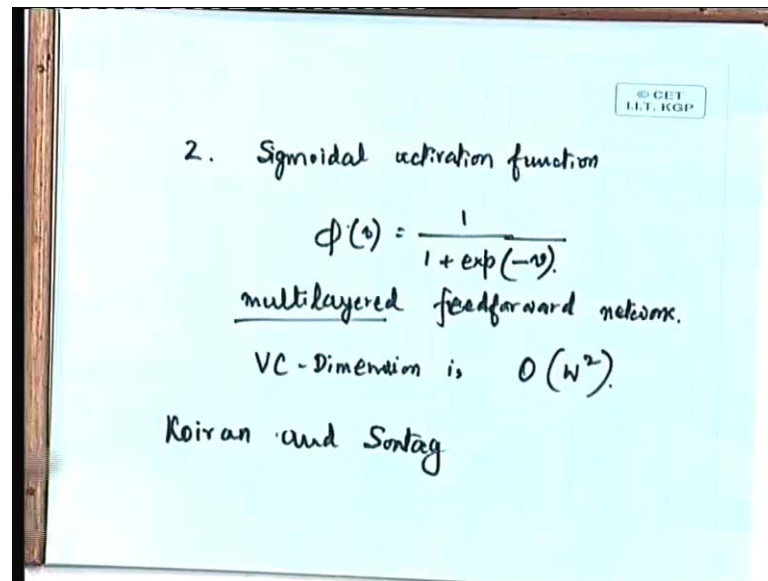 © CET
I.I.T. KGP
2. Sigmoidal activation function
φ(v) = 1 / (1 + exp(-v)).
multilayered feedforward network.
VC-Dimension is O(W²).
Koiran and Sontag